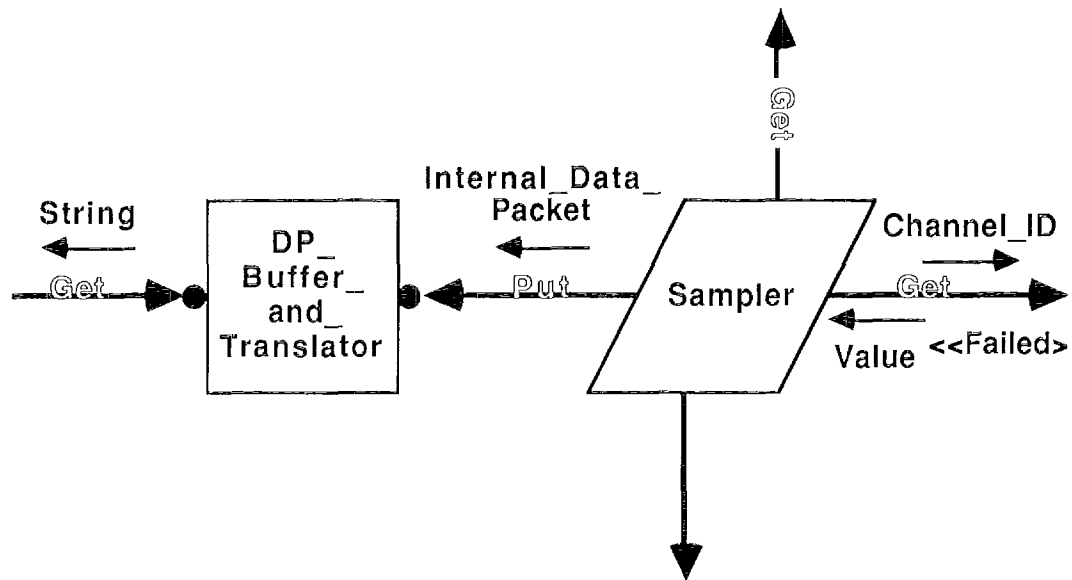 Get
Internal_Data_
Packet
String
Channel_ID
DP_
Buffer_
and_
Translator
Get
Put
Sampler
Get
Value
<<Failed>